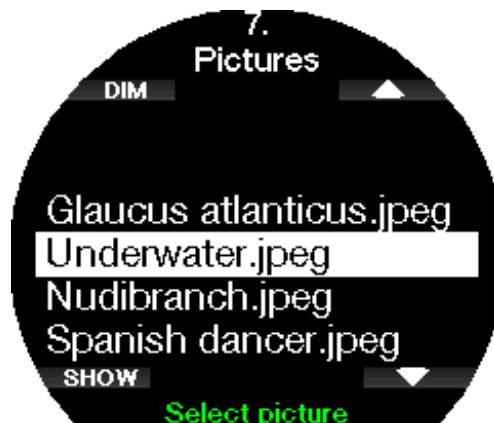 7.
Pictures
DIM
Glaucus atlanticus.jpeg
Underwater.jpeg
Nudibranch.jpeg
Spanish dancer.jpeg
SHOW
Select picture